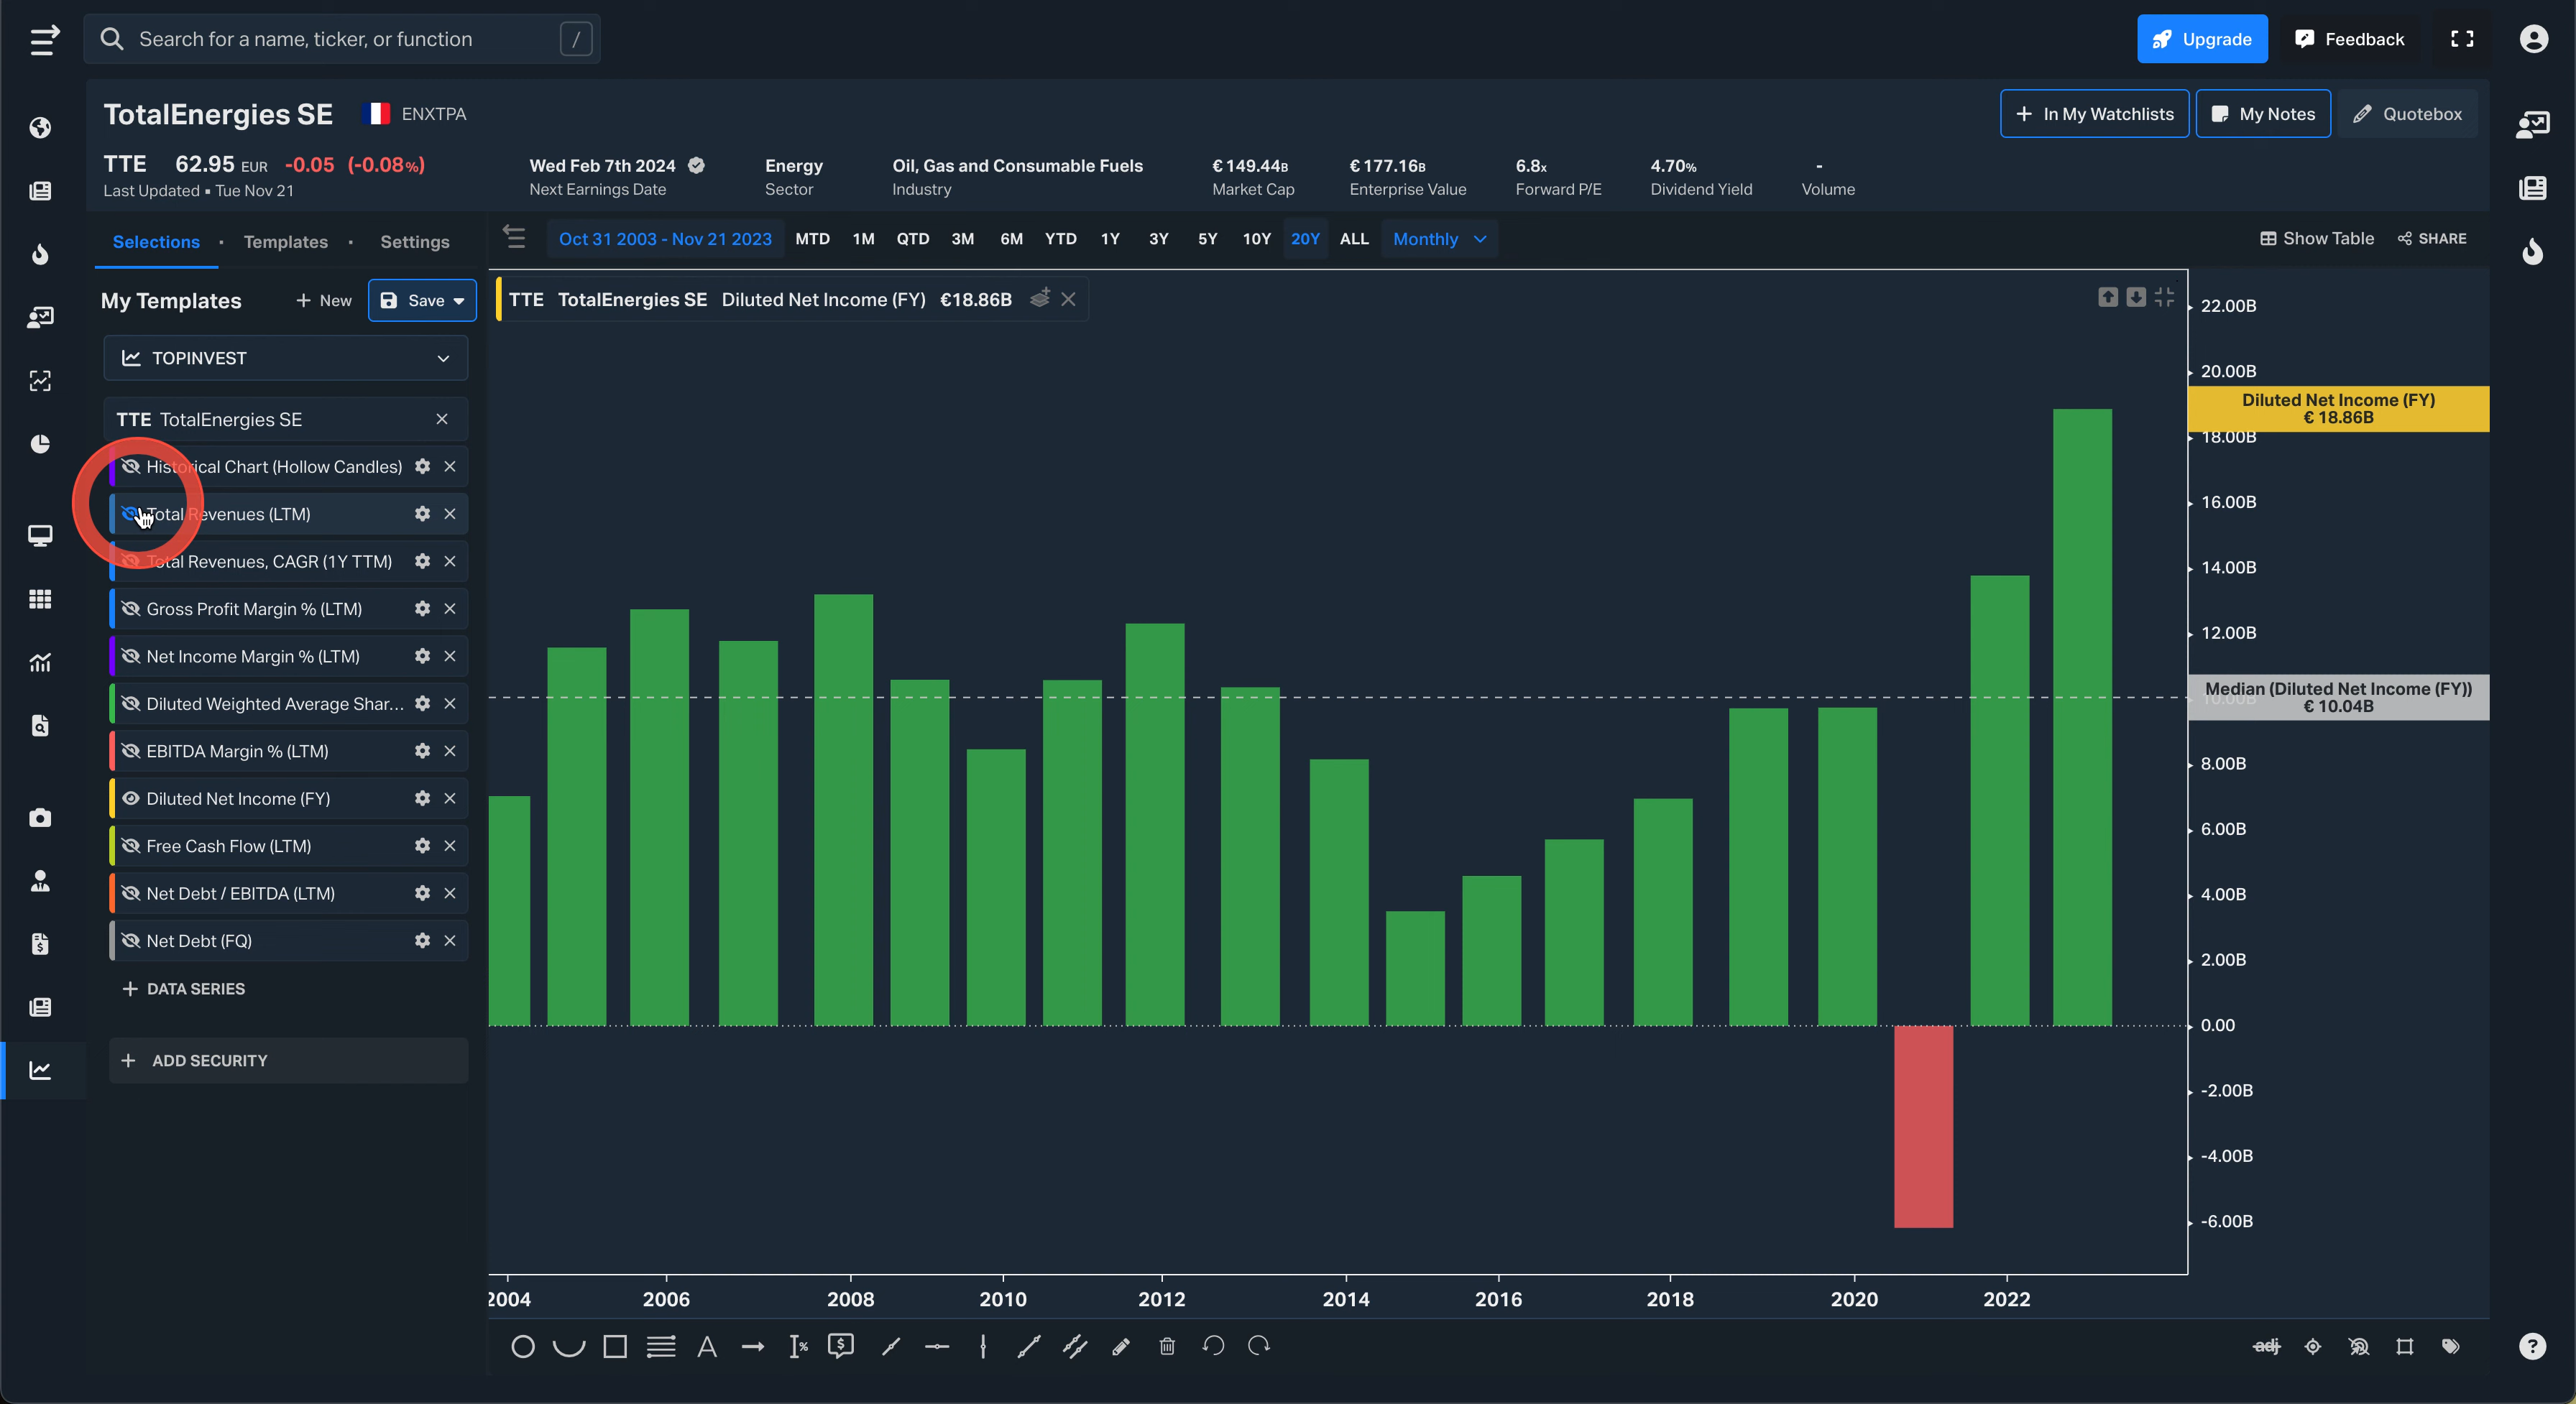 Search for a name, ticker, or function
/
Upgrade
Feedback
TotalEnergies SE
ENXTPA
In My Watchlists
My Notes
Quotebox
TTE 62.95 EUR -0.05 (-0.08%)
Last Updated ▪ Tue Nov 21
Wed Feb 7th 2024
Next Earnings Date
Energy
Sector
Oil, Gas and Consumable Fuels
Industry
€ 149.44B
Market Cap
€ 177.16B
Enterprise Value
6.8x
Forward P/E
4.70%
Dividend Yield
-
Volume
Selections · Templates · Settings
Oct 31 2003 - Nov 21 2023
MTD 1M QTD 3M 6M YTD 1Y 3Y 5Y 10Y 20Y ALL
Monthly
Show Table
SHARE
My Templates
New
Save
TOPINVEST
TTE TotalEnergies SE
Historical Chart (Hollow Candles)
Total Revenues (LTM)
Total Revenues, CAGR (1Y TTM)
Gross Profit Margin % (LTM)
Net Income Margin % (LTM)
Diluted Weighted Average Shar...
EBITDA Margin % (LTM)
Diluted Net Income (FY)
Free Cash Flow (LTM)
Net Debt / EBITDA (LTM)
Net Debt (FQ)
DATA SERIES
ADD SECURITY
TTE TotalEnergies SE Diluted Net Income (FY) €18.86B
22.00B
20.00B
Diluted Net Income (FY)
€ 18.86B
18.00B
16.00B
14.00B
12.00B
Median (Diluted Net Income (FY))
€ 10.04B
10.00B
8.00B
6.00B
4.00B
2.00B
0.00
-2.00B
-4.00B
-6.00B
2004 2006 2008 2010 2012 2014 2016 2018 2020 2022
A
%
$
adj
?